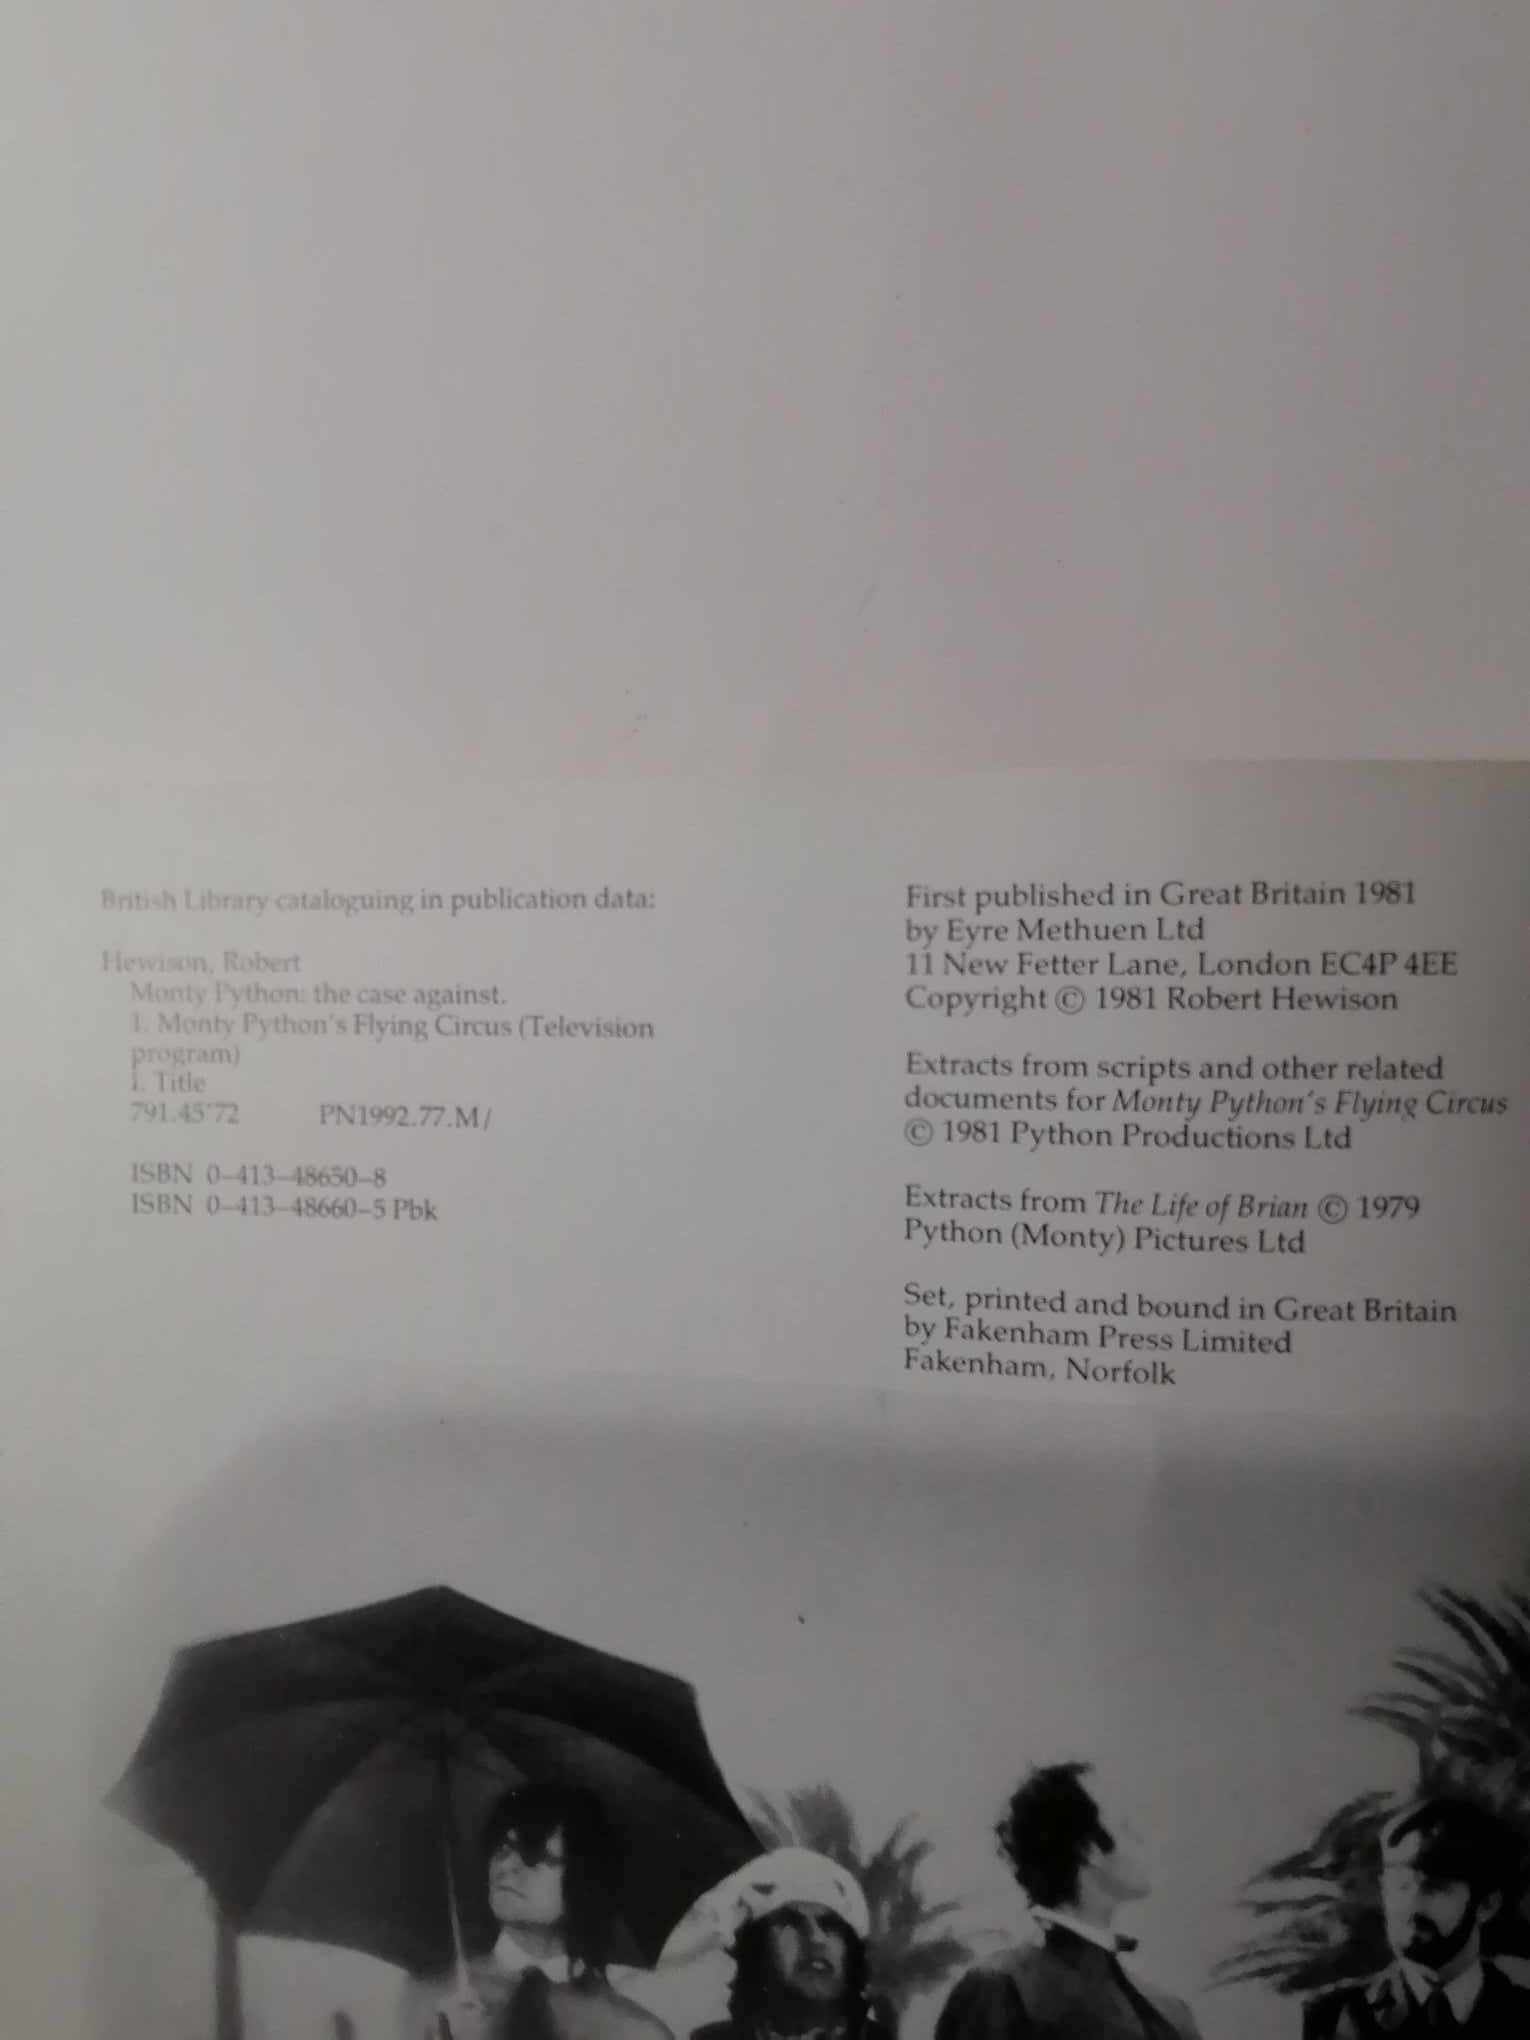 British Library cataloguing in publication data:
Hewison, Robert
Monty Python: the case against.
1. Monty Python's Flying Circus (Television
program)
I. Title
791.45'72 PN1992.77.M/
ISBN 0–413–48650–8
ISBN 0–413–48660–5 Pbk
First published in Great Britain 1981
by Eyre Methuen Ltd
11 New Fetter Lane, London EC4P 4EE
Copyright © 1981 Robert Hewison
Extracts from scripts and other related
documents for Monty Python's Flying Circus
© 1981 Python Productions Ltd
Extracts from The Life of Brian © 1979
Python (Monty) Pictures Ltd
Set, printed and bound in Great Britain
by Fakenham Press Limited
Fakenham, Norfolk